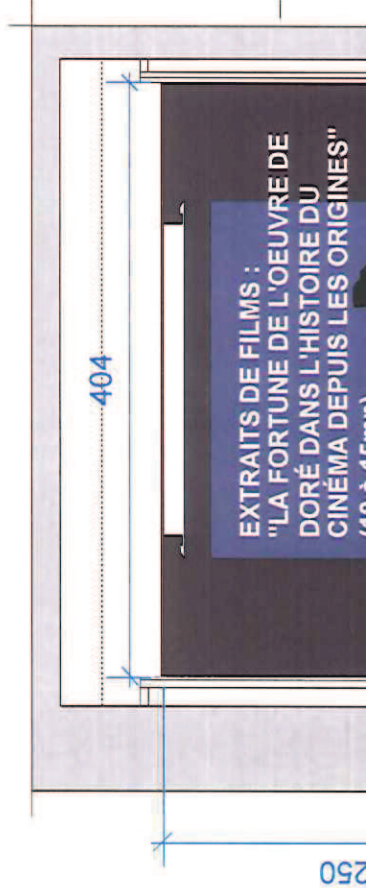 404
EXTRAITS DE FILMS :
"LA FORTUNE DE L'OEUVRE DE
DORÉ DANS L'HISTOIRE DU
CINÉMA DEPUIS LES ORIGINES"
250